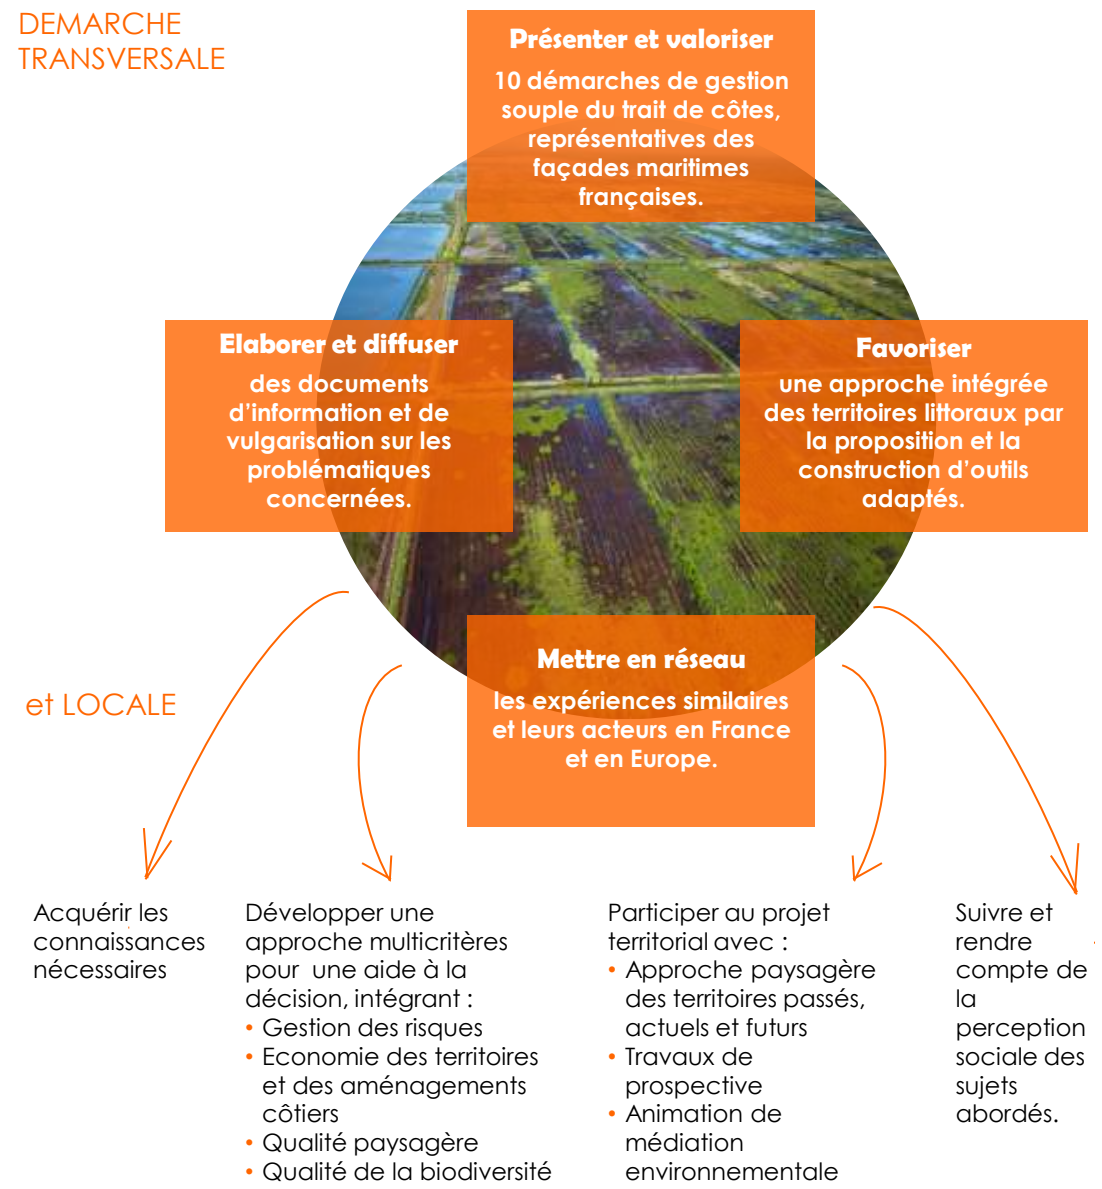 DEMARCHE
TRANSVERSALE
Présenter et valoriser
10 démarches de gestion
souple du trait de côtes,
représentatives des
façades maritimes
françaises.
Elaborer et diffuser
des documents
d'information et de
vulgarisation sur les
problématiques
concernées.
Favoriser
une approche intégrée
des territoires littoraux par
la proposition et la
construction d'outils
adaptés.
Mettre en réseau
les expériences similaires
et leurs acteurs en France
et en Europe.
et LOCALE
Acquérir les
connaissances
nécessaires
Développer une
approche multicritères
pour une aide à la
décision, intégrant :
• Gestion des risques
• Economie des territoires
et des aménagements
côtiers
• Qualité paysagère
• Qualité de la biodiversité
Participer au projet
territorial avec :
• Approche paysagère
des territoires passés,
actuels et futurs
• Travaux de
prospective
• Animation de
médiation
environnementale
Suivre et
rendre
compte de
la
perception
sociale des
sujets
abordés.